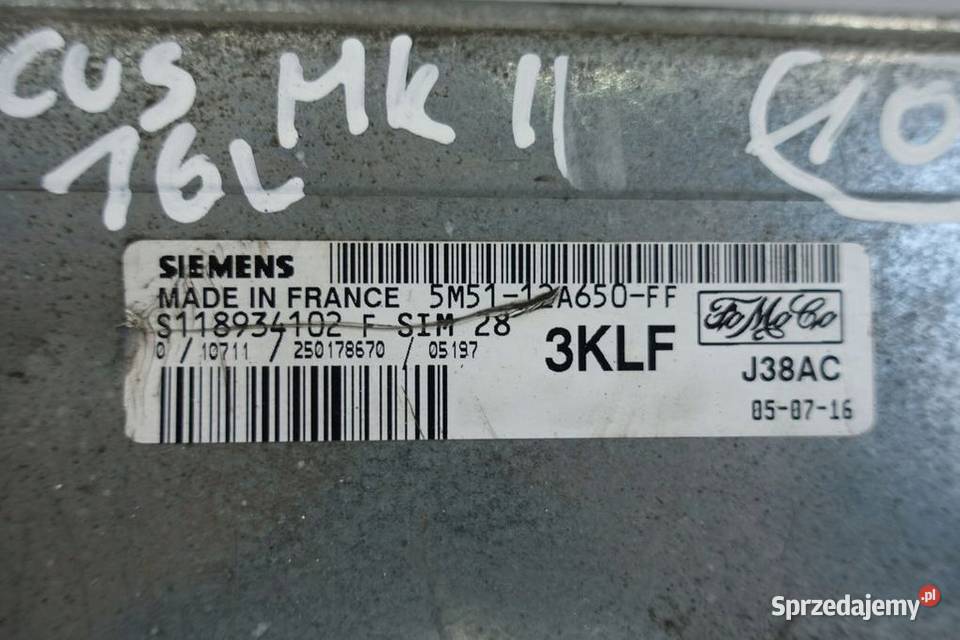 CUS MK II (10
16L
SIEMENS
MADE IN FRANCE 5M51-12A650-FF
S118934102 F SIM 28
0 / 10711 / 250178670 / 05197
3KLF
FoMoCo
J38AC
05-07-16
Sprzedajemy.pl